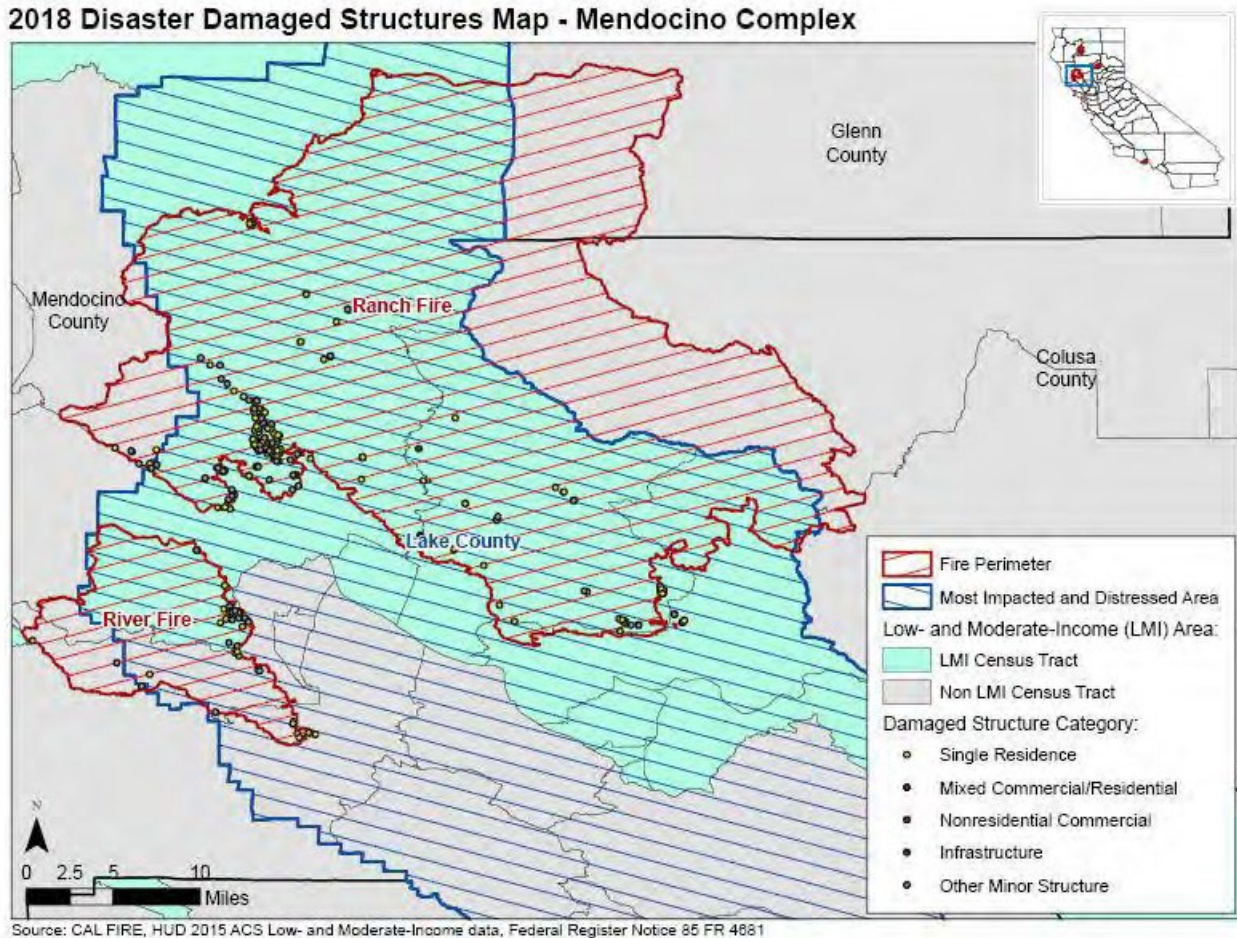 2018 Disaster Damaged Structures Map - Mendocino Complex
Glenn
County
Mendocino
County
Ranch Fire
Colusa
County
Lake County
River Fire
Fire Perimeter
Most Impacted and Distressed Area
Low- and Moderate-Income (LMI) Area:
LMI Census Tract
Non LMI Census Tract
Damaged Structure Category:
Single Residence
Mixed Commercial/Residential
Nonresidential Commercial
Infrastructure
Other Minor Structure
N
0 2.5 5 10
Miles
Source: CAL FIRE, HUD 2015 ACS Low- and Moderate-Income data, Federal Register Notice 85 FR 4681